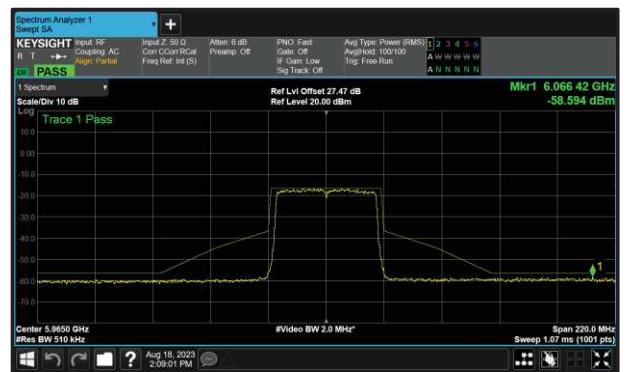 Spectrum Analyzer 1
Swept SA
KEYSIGHT
R T
PASS
Input: RF
Coupling: AC
Align: Partial
Input Z: 50 Ω
Corr CCorr RCal
Freq Ref: Int (S)
Atten: 6 dB
Preamp: Off
PNO: Fast
Gate: Off
IF Gain: Low
Sig Track: Off
Avg Type: Power (RMS)
Avg|Hold: 100/100
Trig: Free Run
1 2 3 4 5 6
A W W W W W
A N N N N N
1 Spectrum
Scale/Div 10 dB
Ref Lvl Offset 27.47 dB
Ref Level 20.00 dBm
Mkr1 6.066 42 GHz
-58.594 dBm
Log
Trace 1 Pass
10.0
0.00
-10.0
-20.0
-30.0
-40.0
-50.0
-60.0
-70.0
1
Center 5.9650 GHz
#Res BW 510 kHz
#Video BW 2.0 MHz*
Span 220.0 MHz
Sweep 1.07 ms (1001 pts)
Aug 18, 2023
2:09:01 PM